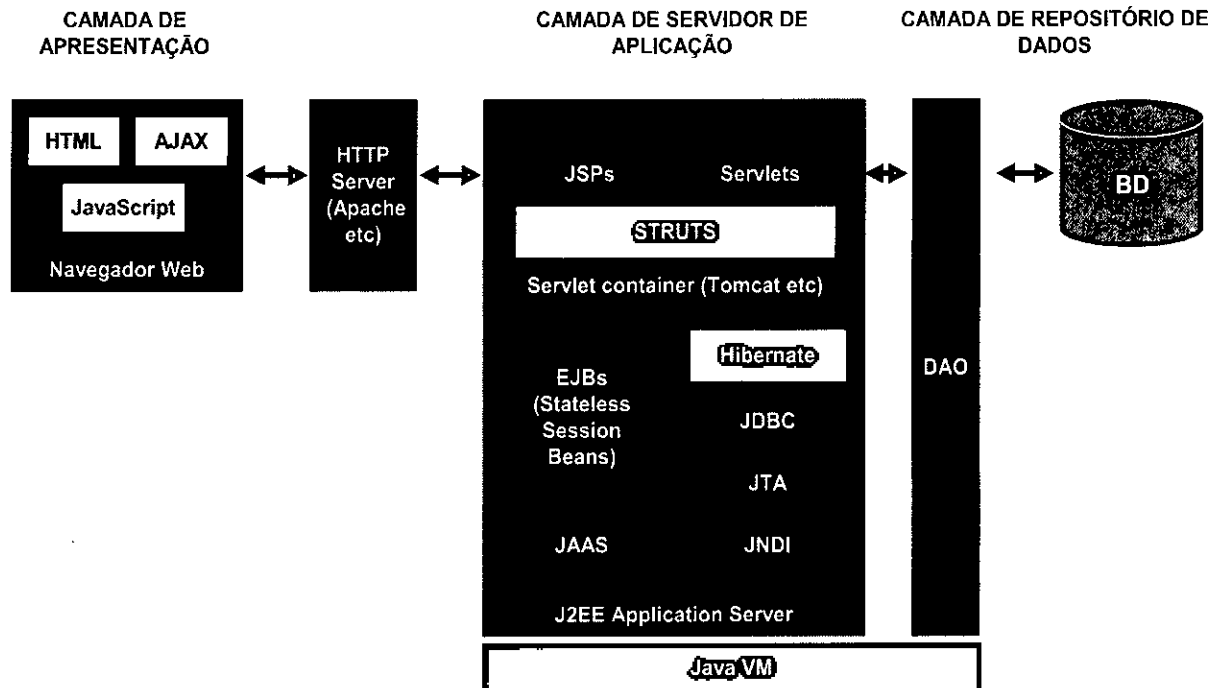 CAMADA DE
APRESENTAÇÃO
CAMADA DE SERVIDOR DE
APLICAÇÃO
CAMADA DE REPOSITÓRIO DE
DADOS
HTML
AJAX
JavaScript
Navegador Web
HTTP
Server
(Apache
etc)
JSPs
Servlets
STRUTS
Servlet container (Tomcat etc)
EJBs
(Stateless
Session
Beans)
Hibernate
JDBC
JTA
JAAS
JNDI
J2EE Application Server
DAO
BD
Java VM